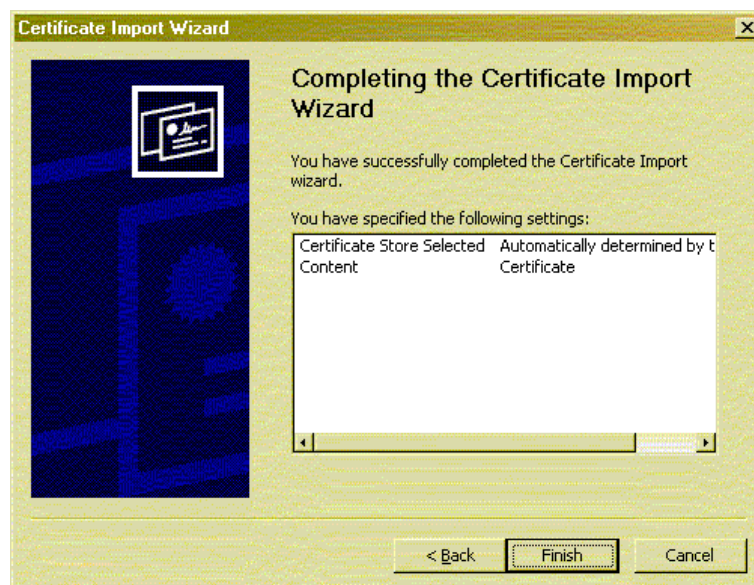 Certificate Import Wizard
Completing the Certificate Import
Wizard
You have successfully completed the Certificate Import
wizard.
You have specified the following settings:
Certificate Store Selected Automatically determined by t
Content Certificate
< Back Finish Cancel